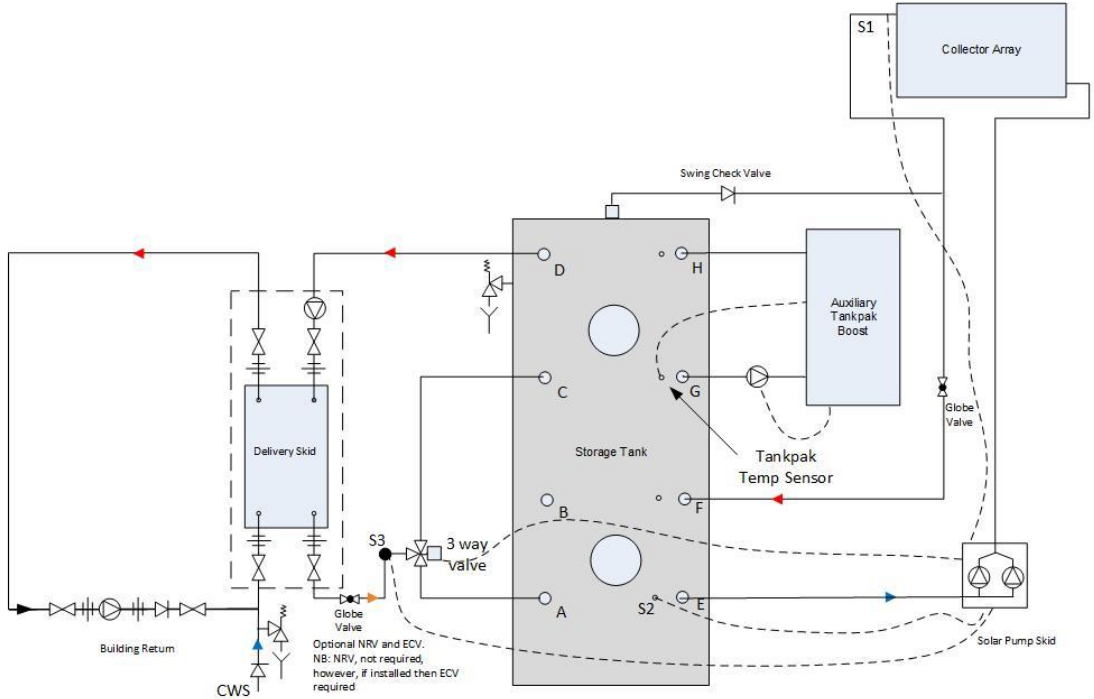 S1
Collector Array
Swing Check Valve
D
H
Auxiliary
Tankpak
Boost
C
G
Globe
Valve
Delivery Skid
Storage Tank
Tankpak
Temp Sensor
B
F
S3
3 way
valve
A
S2
E
Globe
Valve
Building Return
Optional NRV and ECV.
NB: NRV, not required,
however, if installed then ECV
required
Solar Pump Skid
CWS